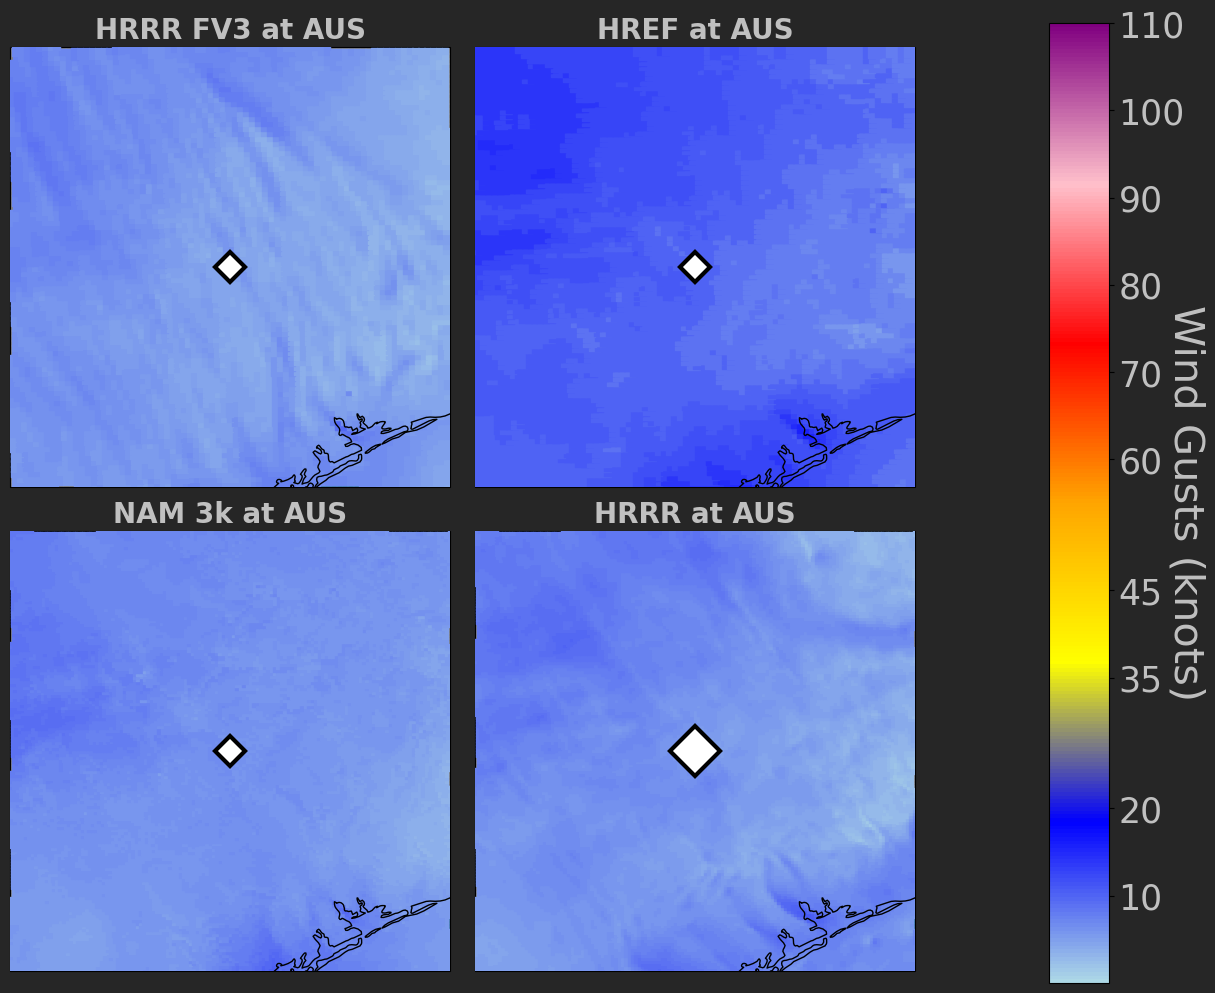 HRRR FV3 at AUS
HREF at AUS
NAM 3k at AUS
HRRR at AUS
110
100
90
80
70
60
45
35
20
10
Wind Gusts (knots)